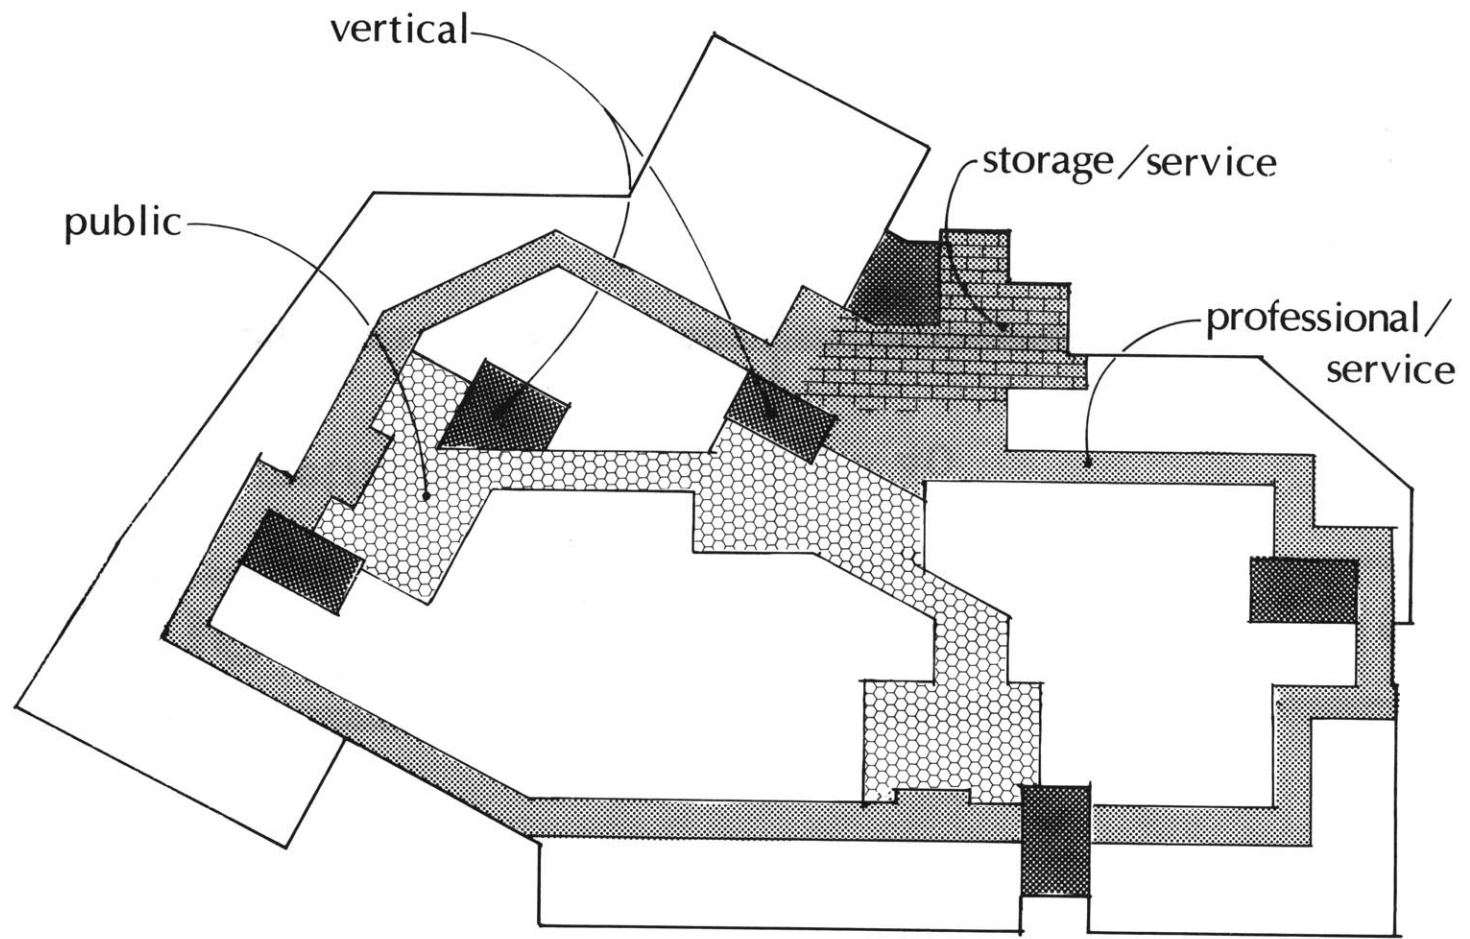 vertical
storage/service
public
professional/
service